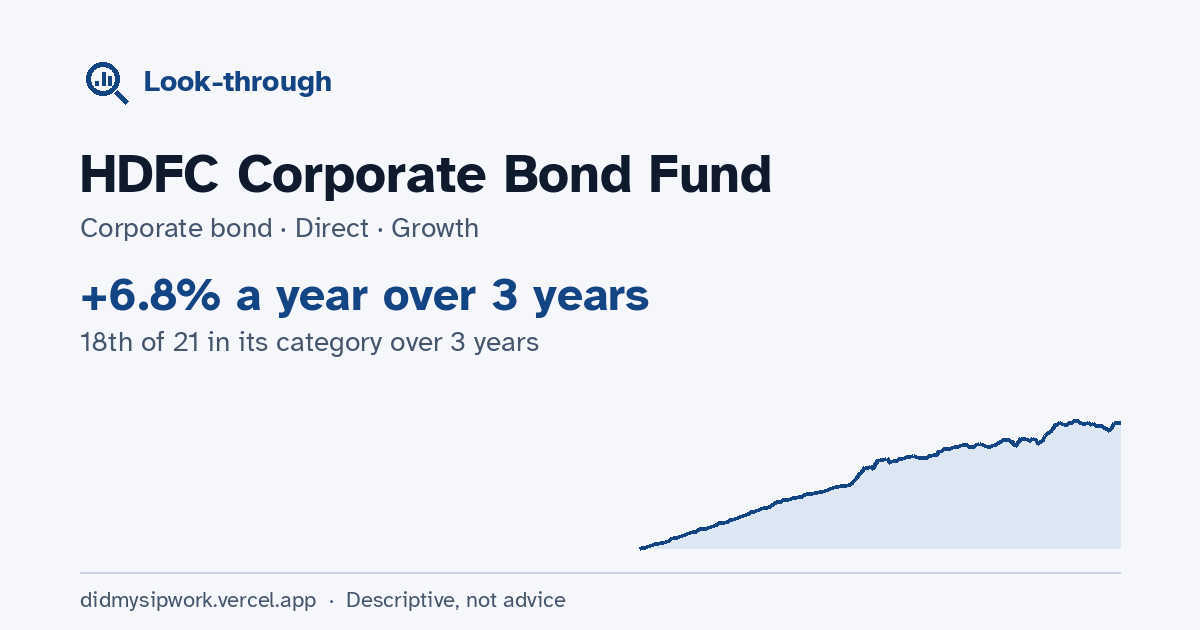 Look-through
HDFC Corporate Bond Fund
Corporate bond · Direct · Growth
+6.8% a year over 3 years
18th of 21 in its category over 3 years
didmysipwork.vercel.app · Descriptive, not advice